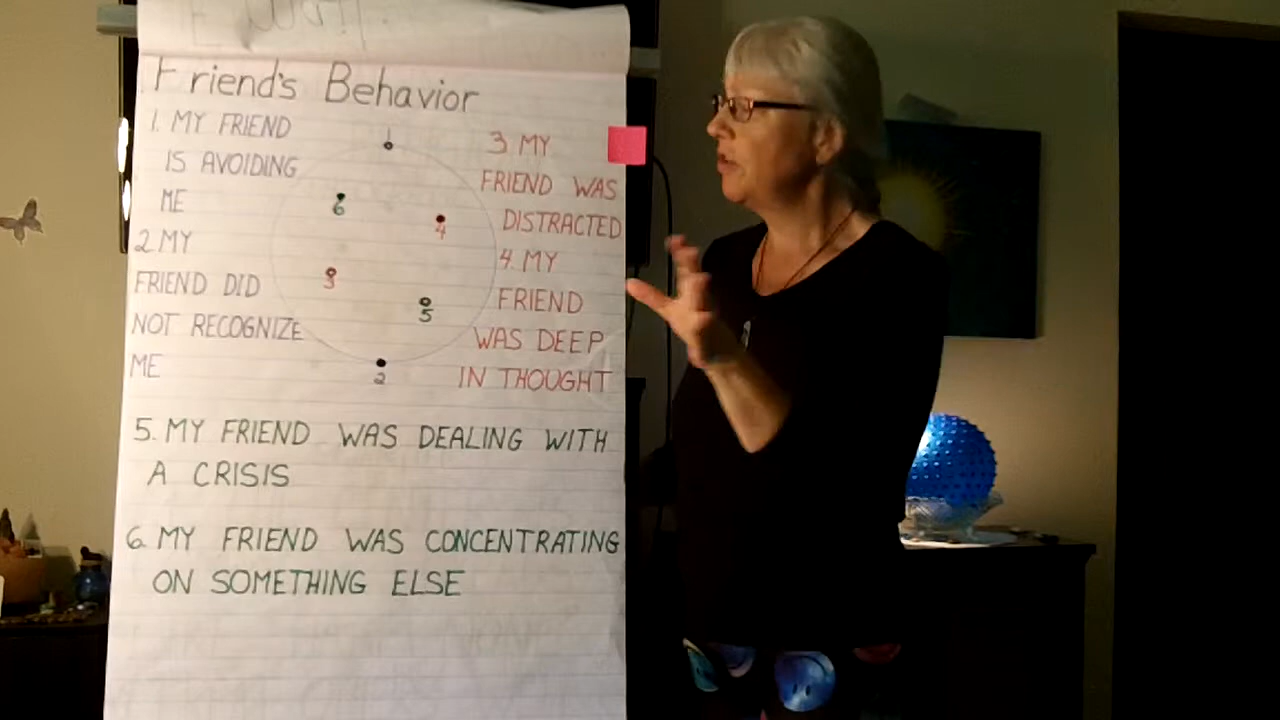 Friend's Behavior
1. MY FRIEND
IS AVOIDING
ME
2 MY
FRIEND DID
NOT RECOGNIZE
ME
1
6
4
3
5
2
3 MY
FRIEND WAS
DISTRACTED
4. MY
FRIEND
WAS DEEP
IN THOUGHT
5. MY FRIEND WAS DEALING WITH
A CRISIS
6. MY FRIEND WAS CONCENTRATING
ON SOMETHING ELSE